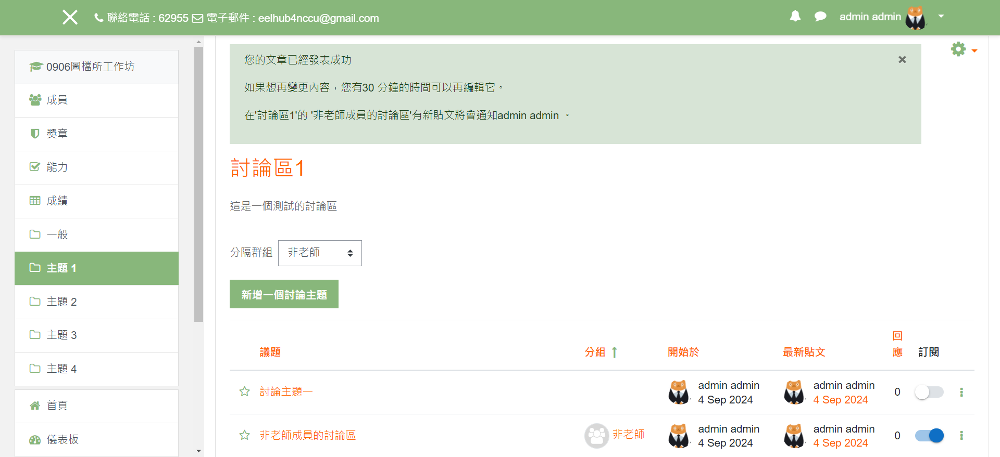 聯絡電話 : 62955 電子郵件 : eelhub4nccu@gmail.com
admin admin
0906圖檔所工作坊
成員
獎章
能力
成績
一般
主題 1
主題 2
主題 3
主題 4
首頁
儀表板
您的文章已經發表成功
×
如果想再變更內容，您有30 分鐘的時間可以再編輯它。
在'討論區1'的 '非老師成員的討論區'有新貼文將會通知admin admin 。
討論區1
這是一個測試的討論區
分隔群組 非老師
新增一個討論主題
議題 分組 開始於 最新貼文 回應 訂閱
討論主題一 admin admin admin admin 0
4 Sep 2024 4 Sep 2024
非老師成員的討論區 非老師 admin admin admin admin 0
4 Sep 2024 4 Sep 2024